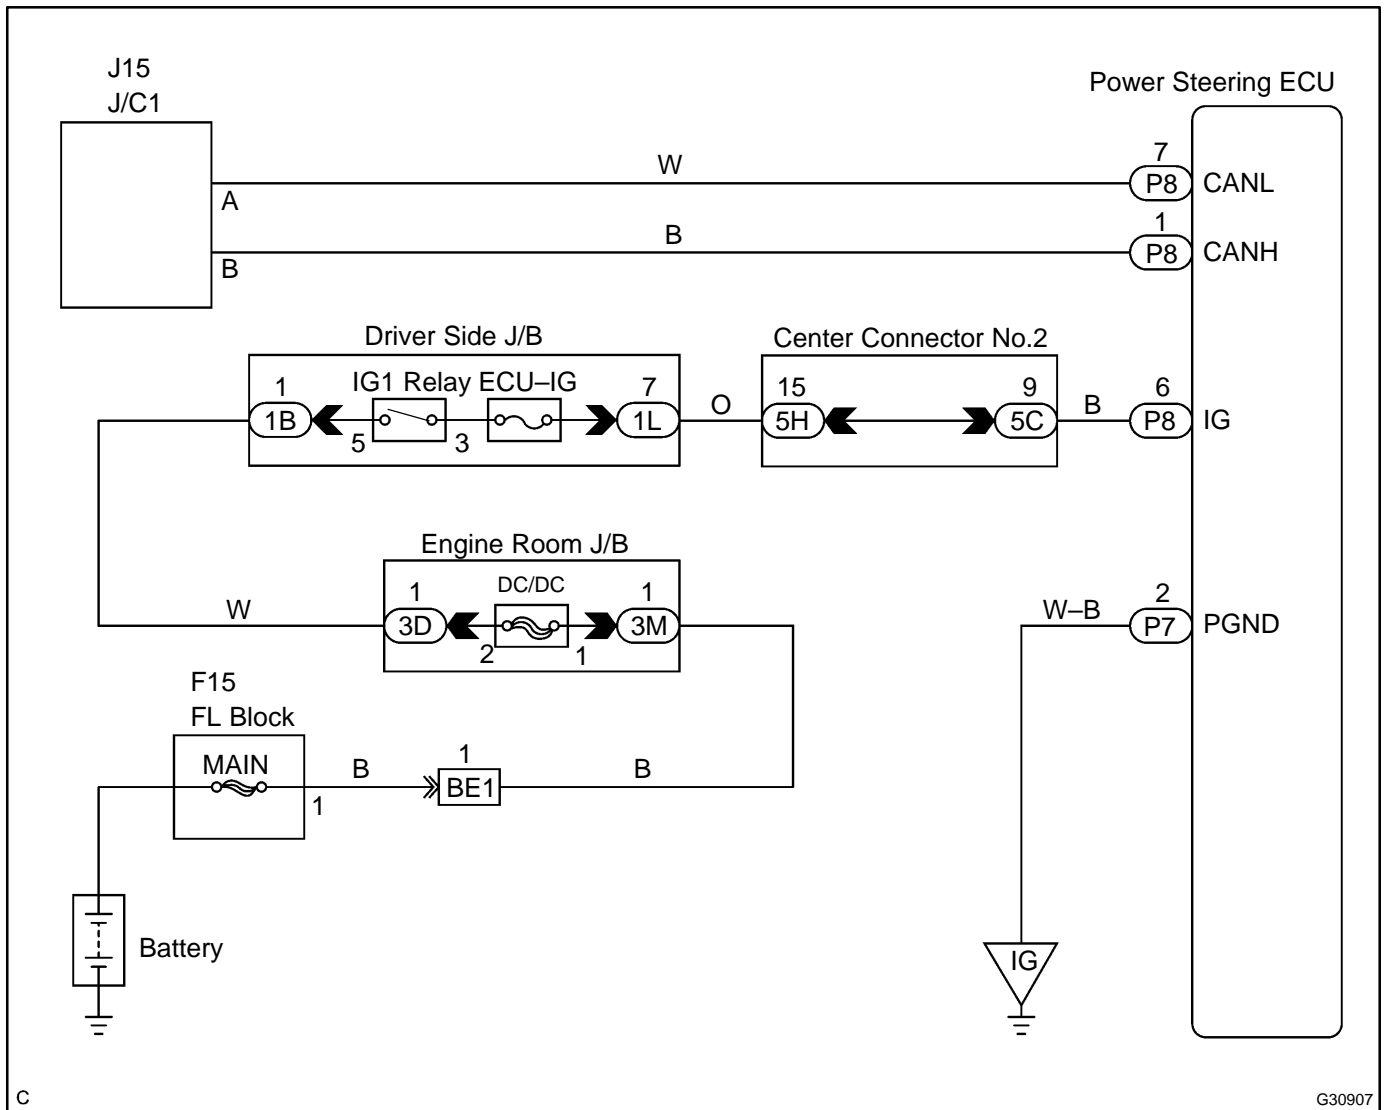 J15
J/C1
Power Steering ECU
W
7
P8
CANL
A
B
1
P8
CANH
B
Driver Side J/B
Center Connector No.2
1
IG1 Relay ECU–IG
7
15
9
6
1B
5
3
1L
O
5H
5C
B
P8
IG
Engine Room J/B
1
DC/DC
1
W
3D
2
1
3M
W–B
2
P7
PGND
F15
FL Block
MAIN
1
B
1
BE1
B
Battery
IG
C
G30907